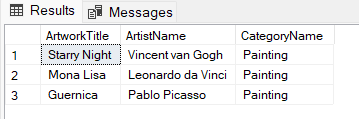 Results Messages
ArtworkTitle ArtistName CategoryName
1 Starry Night Vincent van Gogh Painting
2 Mona Lisa Leonardo da Vinci Painting
3 Guernica Pablo Picasso Painting